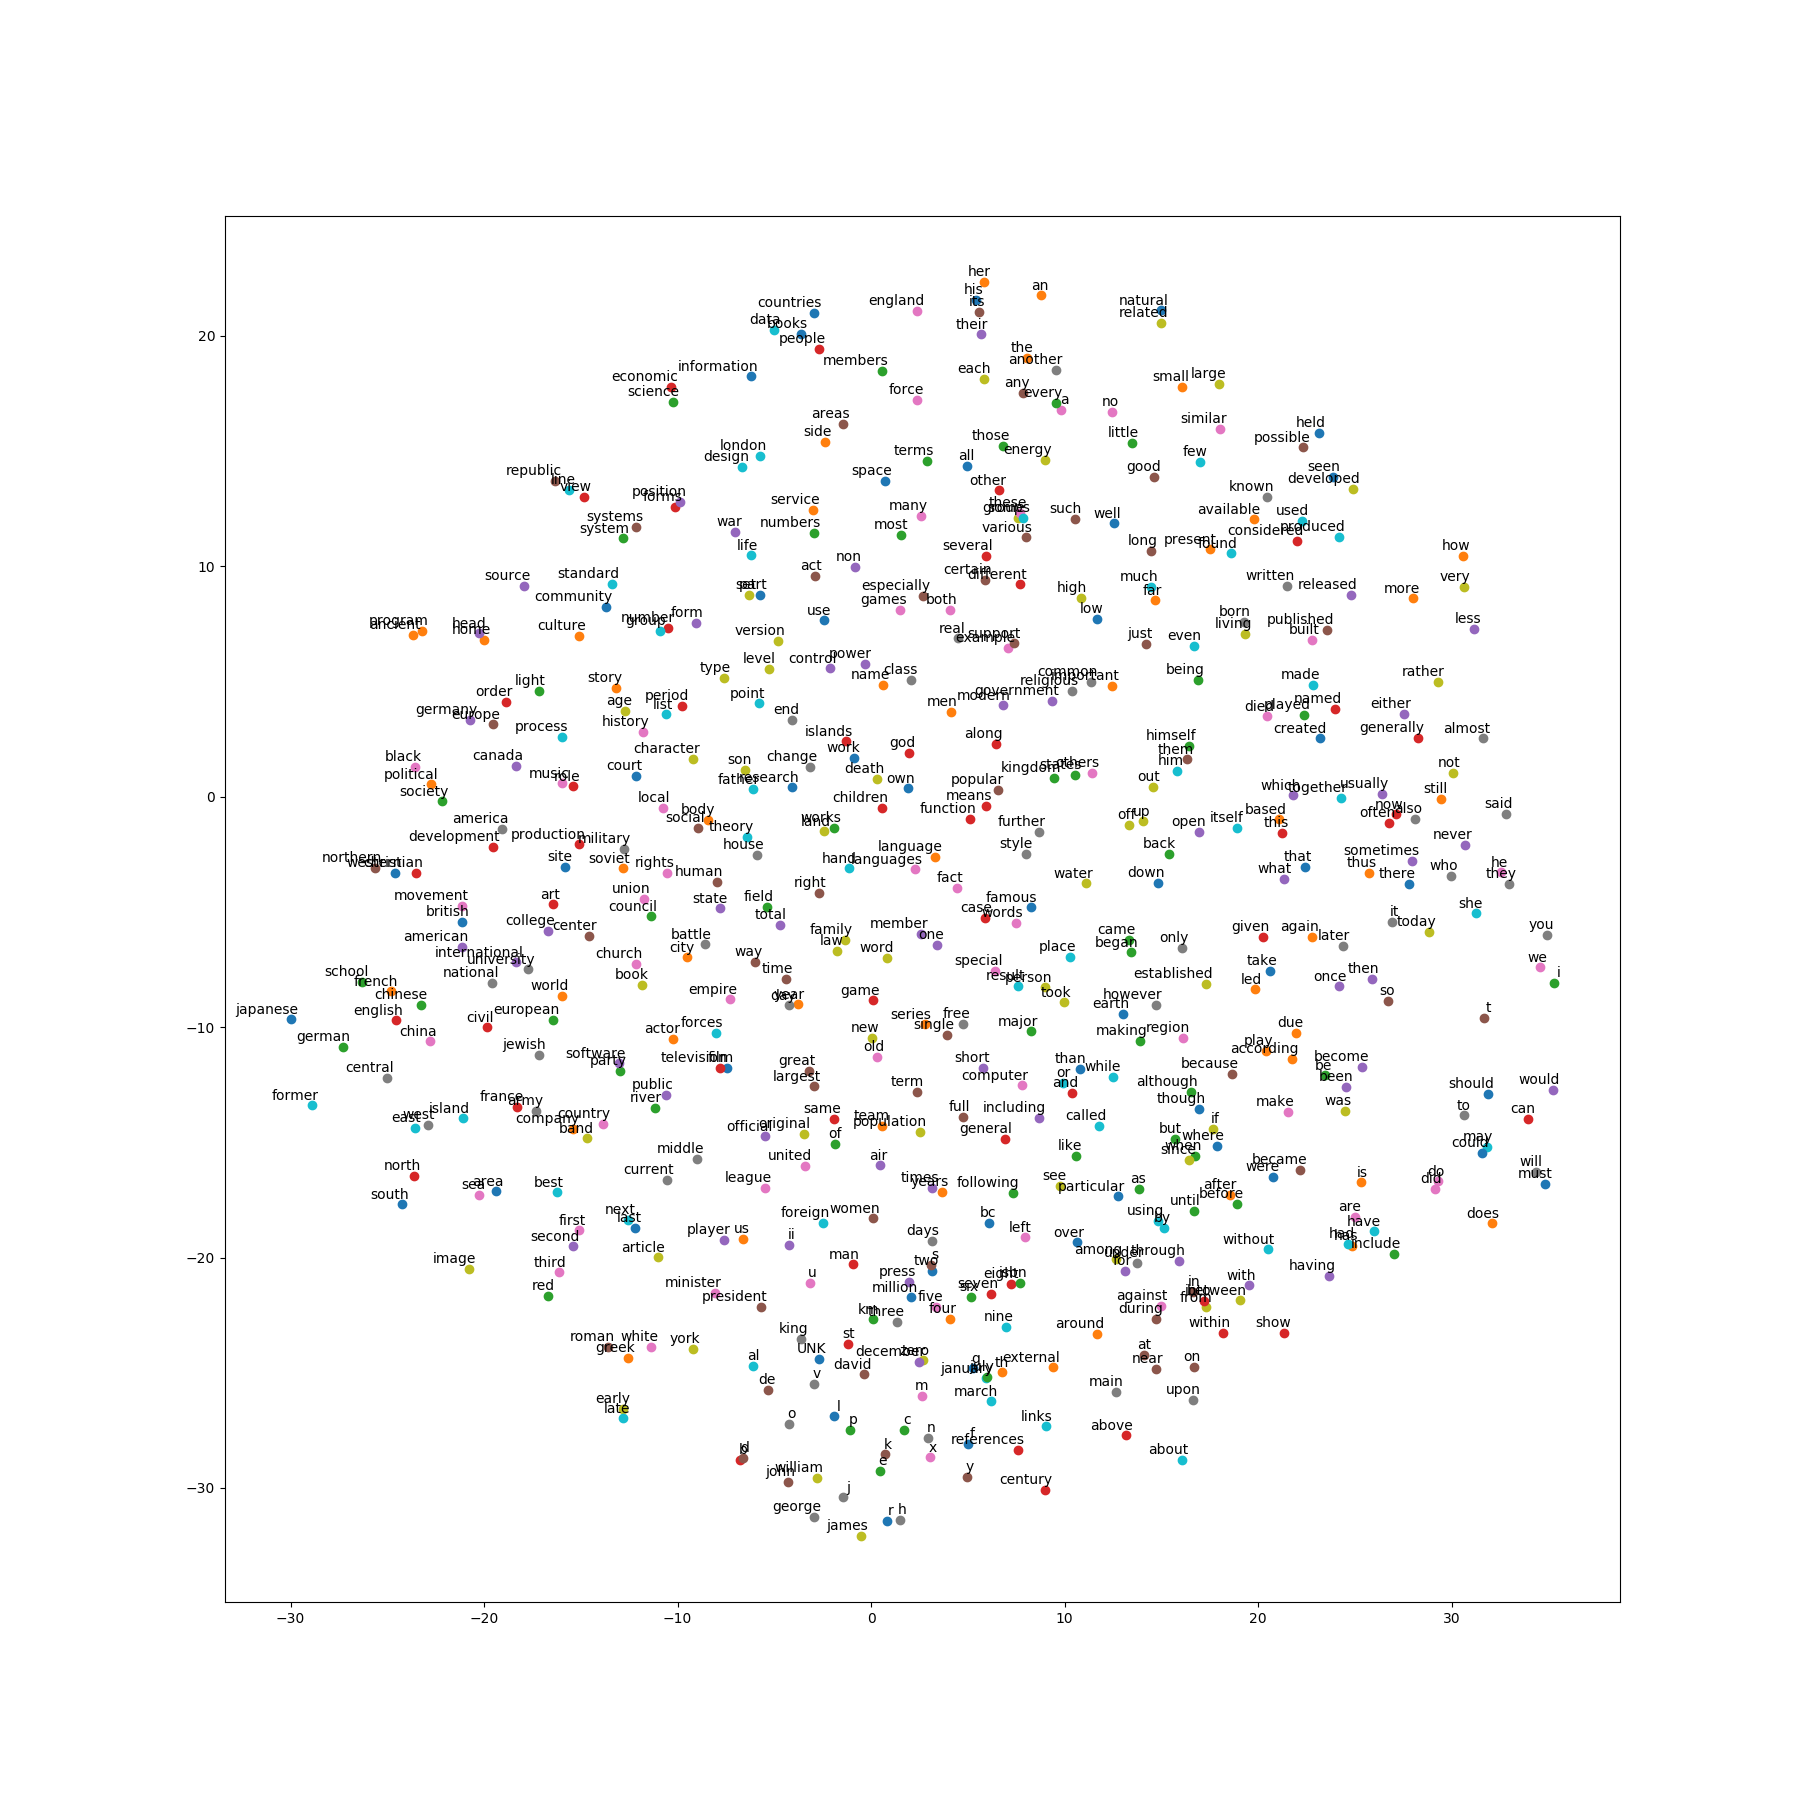 her
an
his
countries
england
its
natural
related
data
books
their
20
people
the
another
members
information
each
economic
small
large
any
science
force
every
a
no
areas
similar
held
side
those
little
possible
london
terms
all
energy
few
design
space
good
seen
republic
line
other
developed
view
position
known
forms
service
many
these
such
available
used
systems
war
numbers
most
various
well
considered
produced
system
life
several
long
present
found
how
10
non
act
certain
different
source
standard
especially
high
much
written
released
more
very
community
set
part
games
both
far
program
ancient
head
home
culture
number
group
form
use
low
born
living
published
built
less
version
real
support
example
just
even
type
level
control
power
name
class
common
religious
important
being
made
rather
light
story
order
age
period
list
point
men
modern
government
died
played
named
either
germany
europe
history
end
created
generally
almost
process
islands
along
himself
black
canada
character
son
change
work
god
them
political
music
role
court
father
research
death
own
popular
kingdom
states
others
him
out
not
0
society
local
children
means
which
together
usually
still
america
body
social
theory
land
works
function
further
off
up
open
itself
based
this
often
now
also
said
development
production
military
house
language
style
back
never
northern
western
christian
site
soviet
rights
human
hand
languages
water
down
what
that
thus
sometimes
there
who
he
they
movement
art
union
state
field
right
fact
famous
british
council
total
case
words
it
today
she
american
college
center
battle
family
member
one
came
began
only
given
again
later
you
international
university
church
city
way
law
word
place
school
national
book
time
special
result
person
established
take
once
then
we
french
chinese
world
empire
day
year
game
took
however
led
so
i
japanese
english
civil
european
forces
series
single
free
major
earth
t
−10
german
china
actor
new
making
region
due
jewish
software
party
television
film
old
short
than
while
play
according
become
central
great
largest
computer
or
and
because
be
been
former
france
army
public
river
term
including
although
though
make
was
should
would
east
west
island
company
country
band
same
team
full
called
if
to
can
official
original
of
population
general
but
where
may
could
north
middle
united
air
like
when
since
became
were
will
must
sea
area
best
current
league
times
years
following
see
particular
as
is
do
did
south
next
last
foreign
women
bc
until
after
before
are
first
player
us
ii
days
left
over
using
by
have
does
second
article
had
has
include
−20
image
third
man
s
two
among
under
through
without
red
minister
u
press
for
having
president
million
five
six
seven
eight
john
in
with
km
three
four
nine
against
during
from
between
roman
white
york
king
st
around
within
show
greek
al
UNK
december
zero
at
near
on
david
g
january
july
th
external
early
de
v
m
march
main
upon
late
o
l
p
c
n
f
links
above
b
d
k
x
references
about
john
william
e
y
century
−30
george
j
r
h
james
−30
−20
−10
0
10
20
30